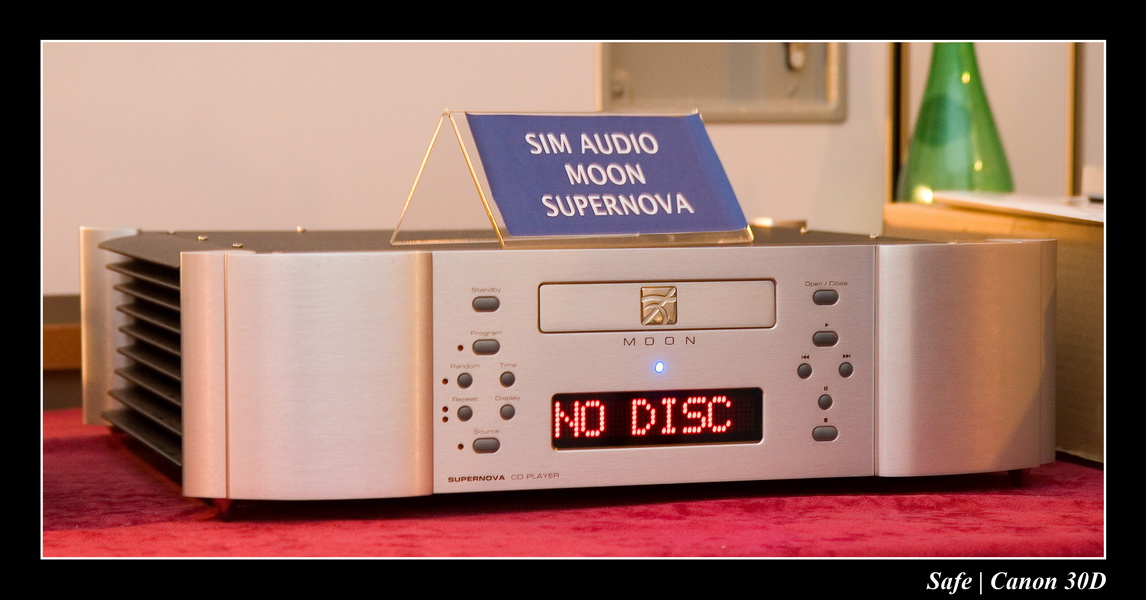 SIM AUDIO
MOON
SUPERNOVA
Standby
Program
Random Time
Repeat Display
Source
Open / Close
MOON
NO DISC
SUPERNOVA CD PLAYER
Safe | Canon 30D